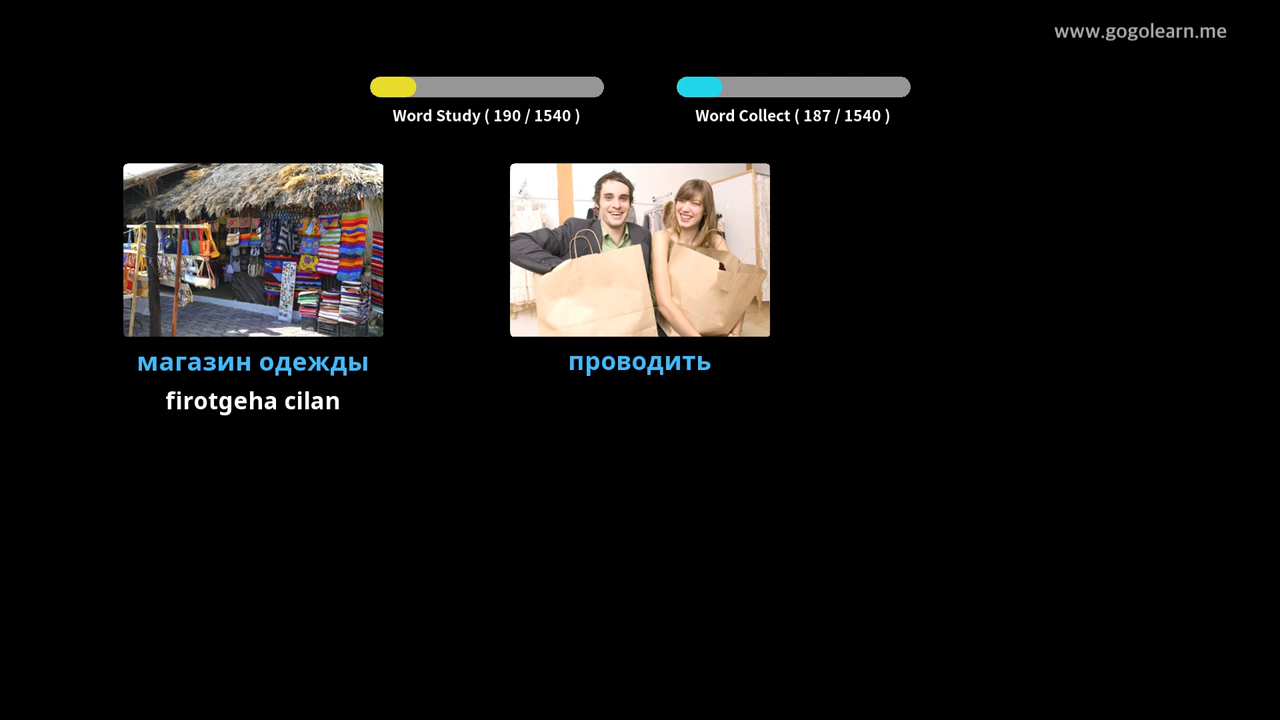 www.gogolearn.me
Word Study ( 190 / 1540 )
Word Collect ( 187 / 1540 )
магазин одежды
firotgeha cilan
проводить